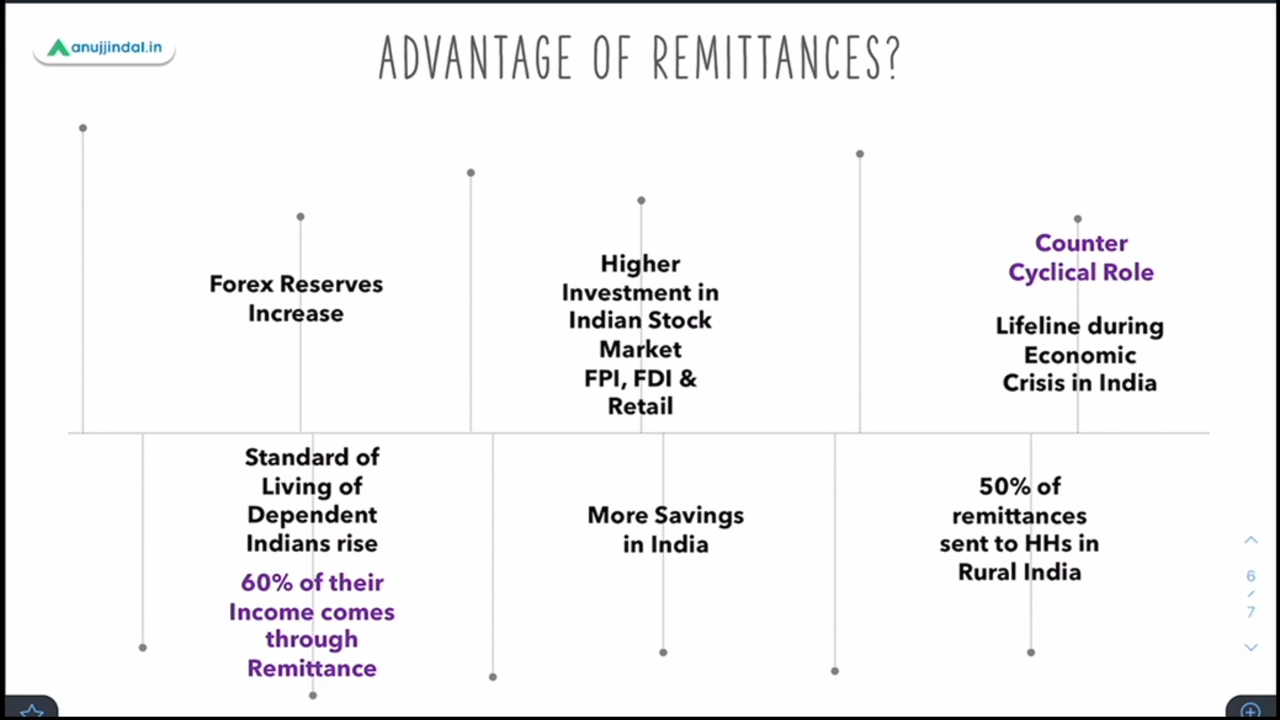 anujjindal.in
ADVANTAGE OF REMITTANCES?
Forex Reserves
Increase
Higher
Investment in
Indian Stock
Market
FPI, FDI &
Retail
Counter
Cyclical Role
Lifeline during
Economic
Crisis in India
Standard of
Living of
Dependent
Indians rise
60% of their
Income comes
through
Remittance
More Savings
in India
50% of
remittances
sent to HHs in
Rural India
6
/
7